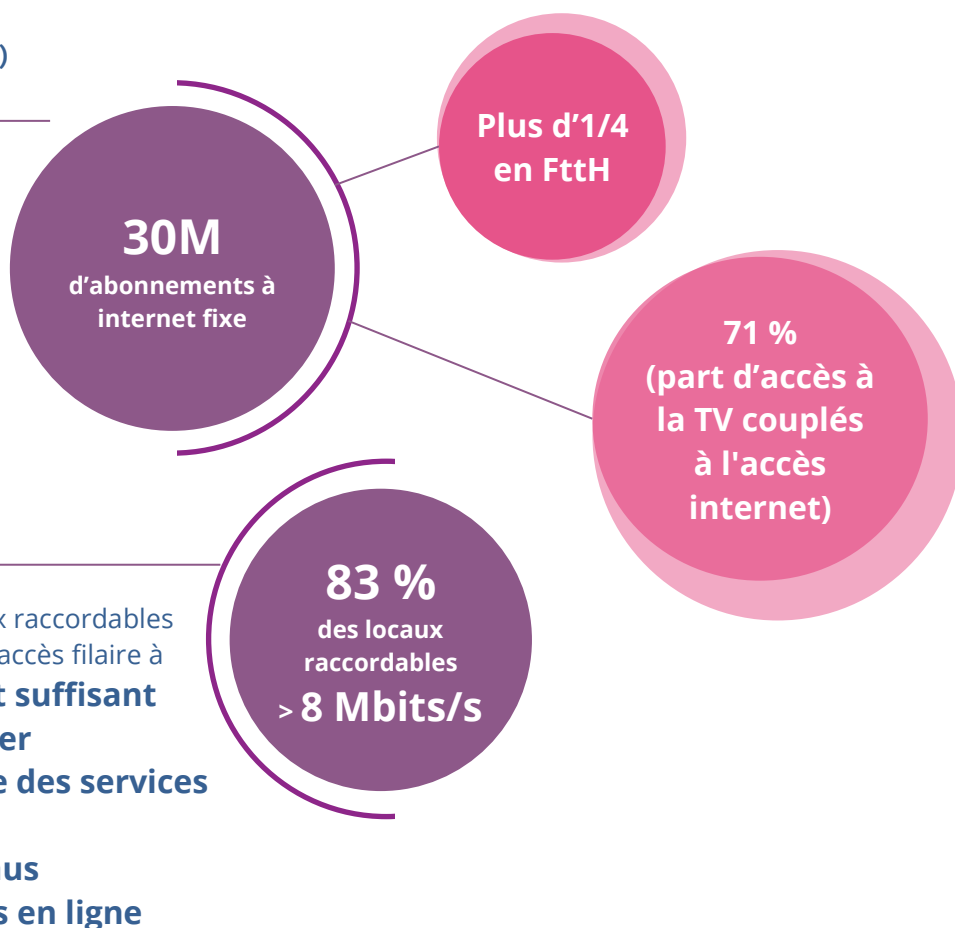 )
Plus d’1/4
en FttH
30M
d’abonnements à
internet fixe
71 %
(part d’accès à
la TV couplés
à l'accès
internet)
83 %
des locaux
raccordables
> 8 Mbits/s
x raccordables
accès filaire à
t suffisant
er
e des services
us
s en ligne